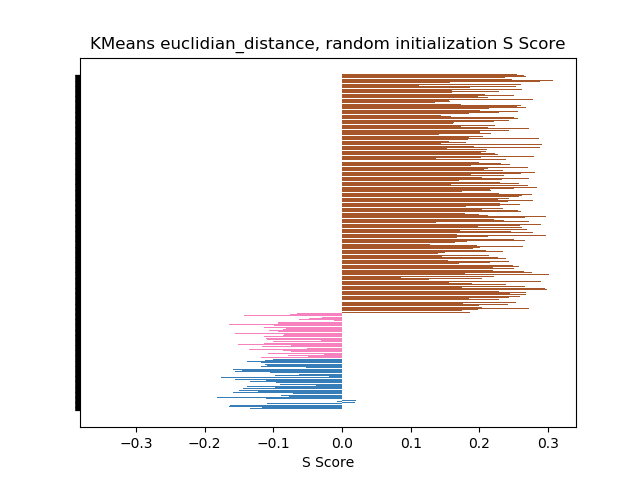 KMeans euclidian_distance, random initialization S Score
−0.3 −0.2 −0.1 0.0 0.1 0.2 0.3
S Score